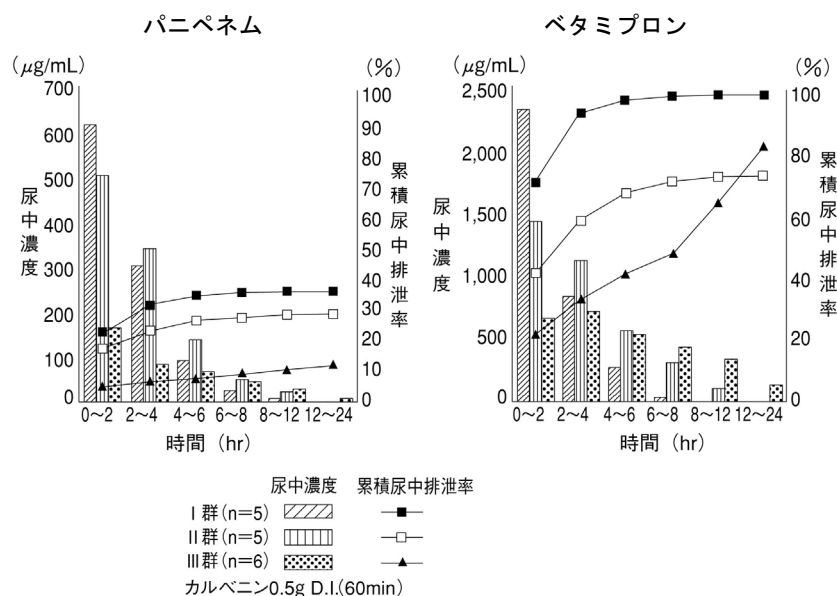 パニペネム
(μg/mL)
(%)
700
600
500
400
300
200
100
0
尿中濃度
100
90
80
70
60
50
40
30
20
10
0
累積尿中排泄率
0～2 2～4 4～6 6～8 8～12 12～24
時間 (hr)
ベタミプロン
(μg/mL)
(%)
2,500
2,000
1,500
1,000
500
0
尿中濃度
100
80
60
40
20
0
累積尿中排泄率
0～2 2～4 4～6 6～8 8～12 12～24
時間 (hr)
尿中濃度 累積尿中排泄率
Ⅰ群(n=5)
Ⅱ群(n=5)
Ⅲ群(n=6)
カルベニン0.5g D.I.(60min)